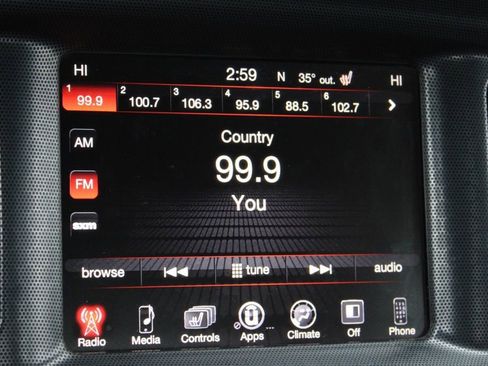 HI 2:59 N 35° out. HI
1 99.9 2 100.7 3 106.3 4 95.9 5 88.5 6 102.7
AM
Country
99.9
FM
You
sxm
browse tune audio
Radio Media Controls Apps ... Climate Off Phone